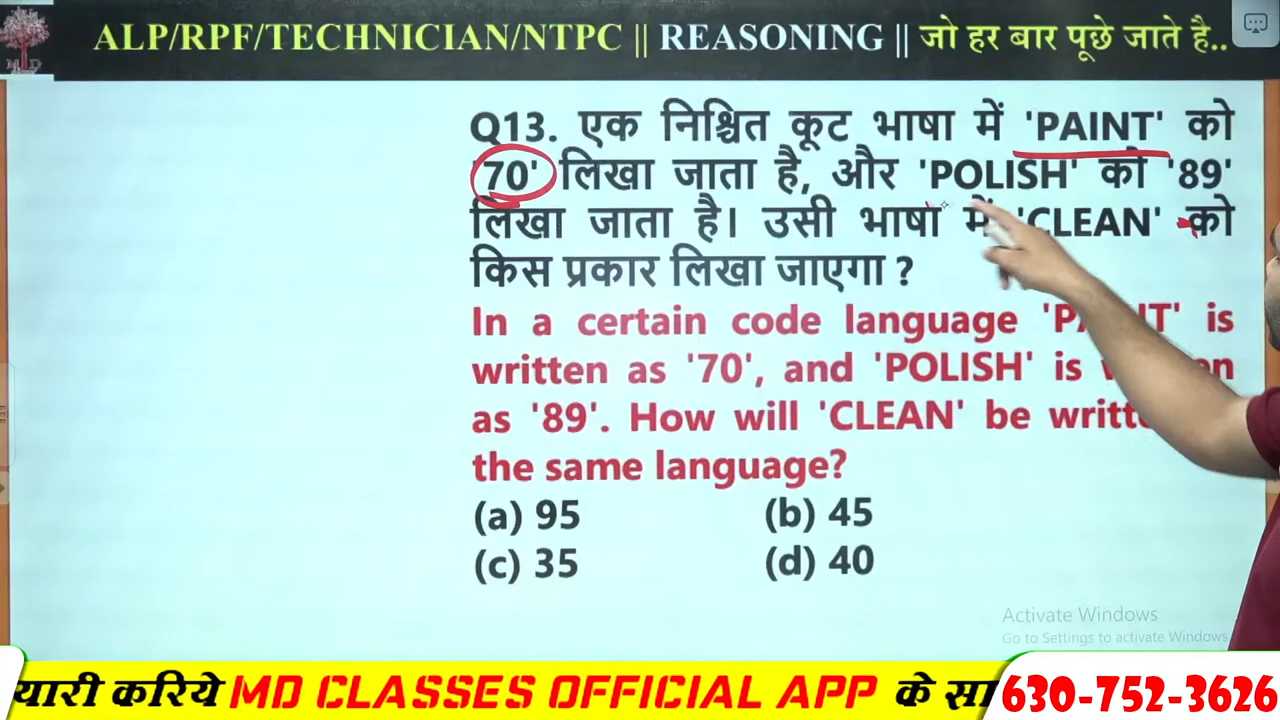 ALP/RPF/TECHNICIAN/NTPC || REASONING || जो हर बार पूछे जाते है..
M D
Q13. एक निश्चित कूट भाषा में 'PAINT' को
'70' लिखा जाता है, और 'POLISH' को '89'
लिखा जाता है। उसी भाषा में 'CLEAN' को
किस प्रकार लिखा जाएगा ?
In a certain code language is
written as '70', and 'POLISH' is
as '89'. How will 'CLEAN' be
the same language?
(a) 95 (b) 45
(c) 35 (d) 40
Activate Windows
Go to Settings to activate Windows.
यारी करिये MD CLASSES OFFICIAL APP के सा
630-752-3626